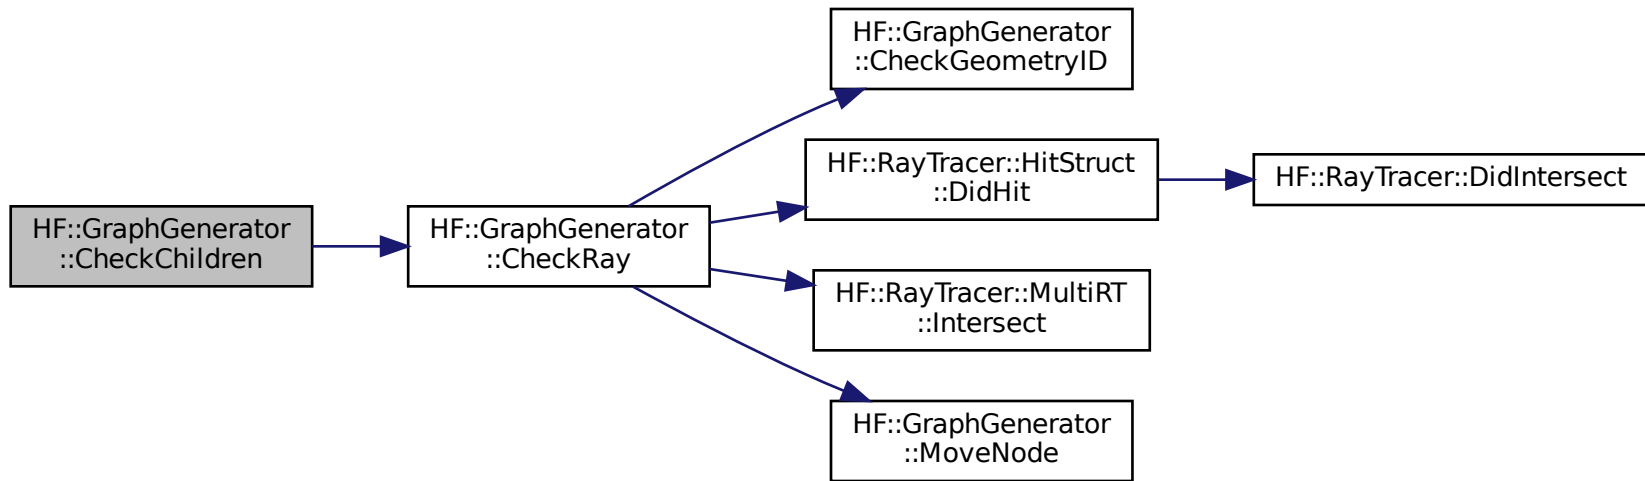 HF::GraphGenerator
::CheckChildren
HF::GraphGenerator
::CheckRay
HF::GraphGenerator
::CheckGeometryID
HF::RayTracer::HitStruct
::DidHit
HF::RayTracer::DidIntersect
HF::RayTracer::MultiRT
::Intersect
HF::GraphGenerator
::MoveNode